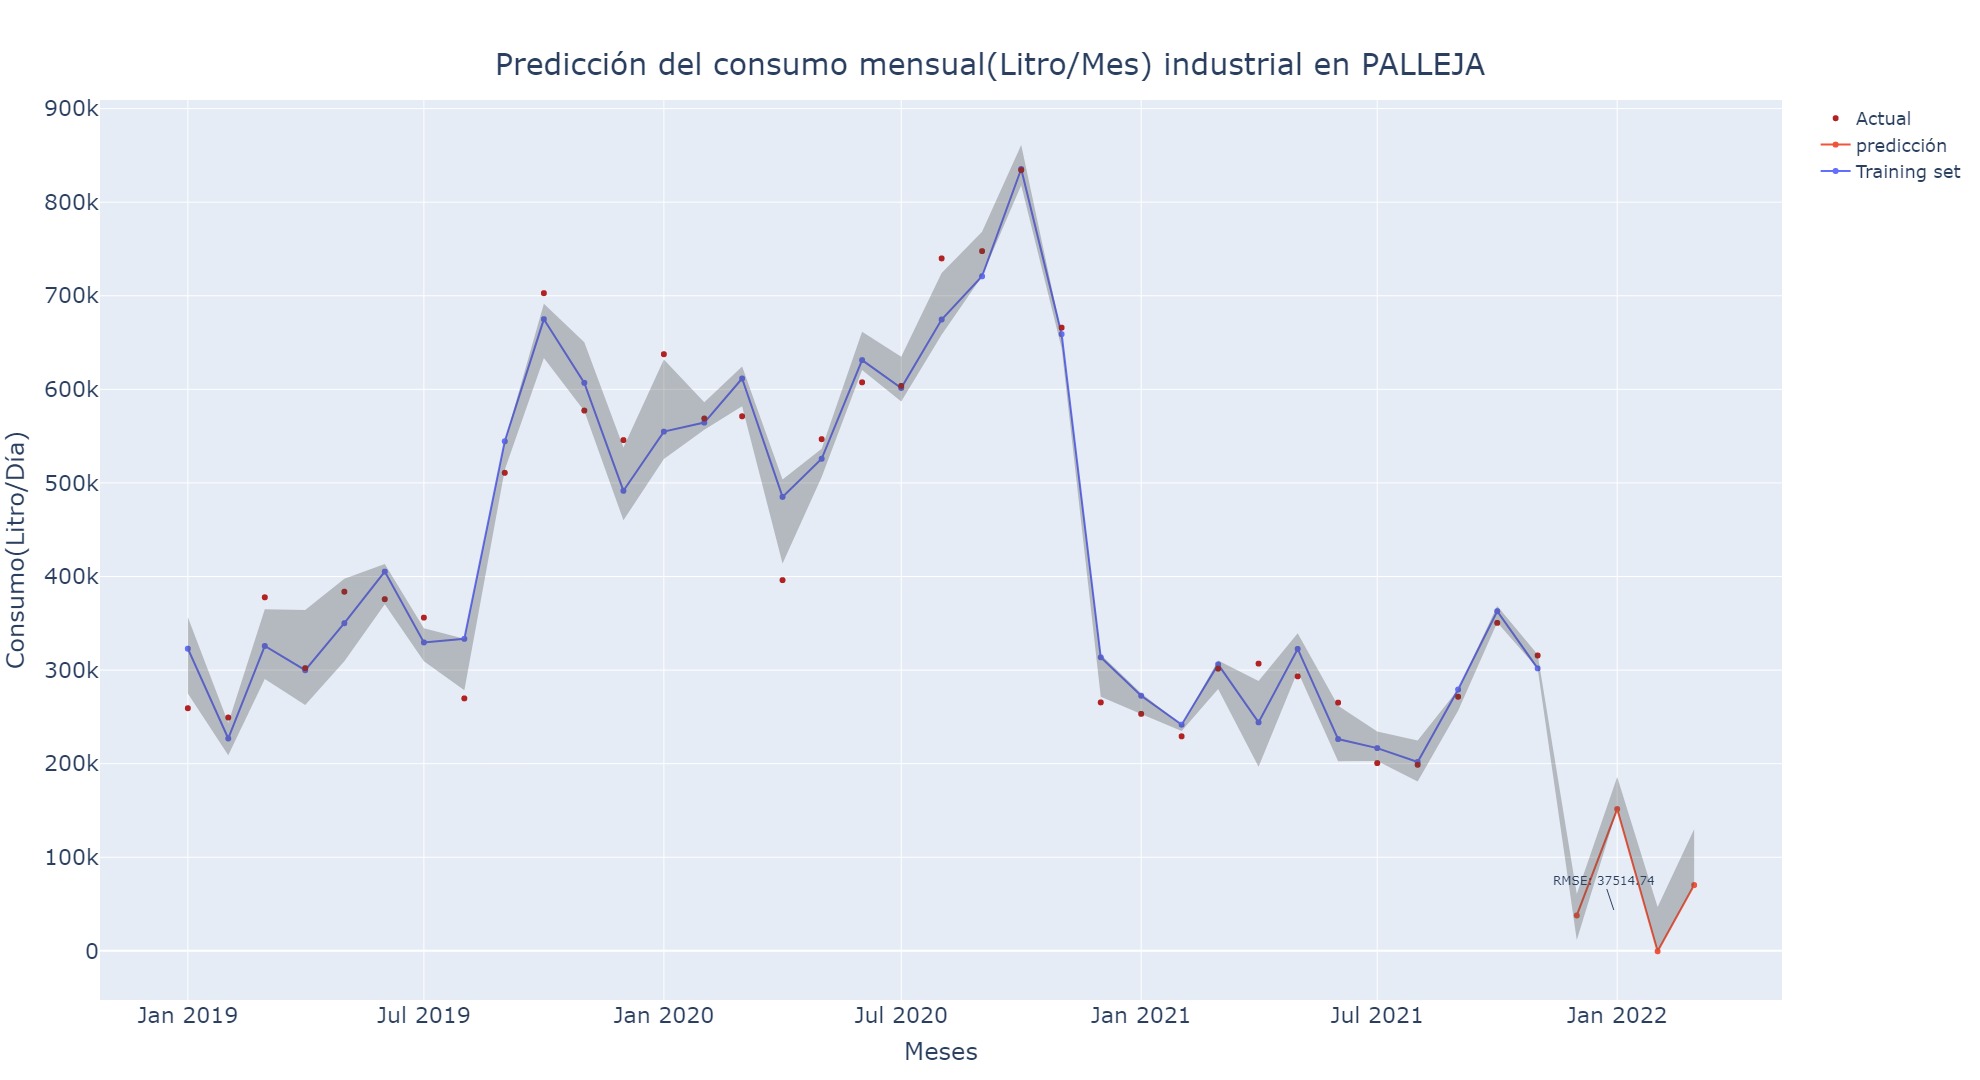 Predicción del consumo mensual(Litro/Mes) industrial en PALLEJA
Actual
predicción
Training set
Consumo(Litro/Día)
900k
800k
700k
600k
500k
400k
300k
200k
100k
0
RMSE: 37514.74
Jan 2019
Jul 2019
Jan 2020
Jul 2020
Jan 2021
Jul 2021
Jan 2022
Meses